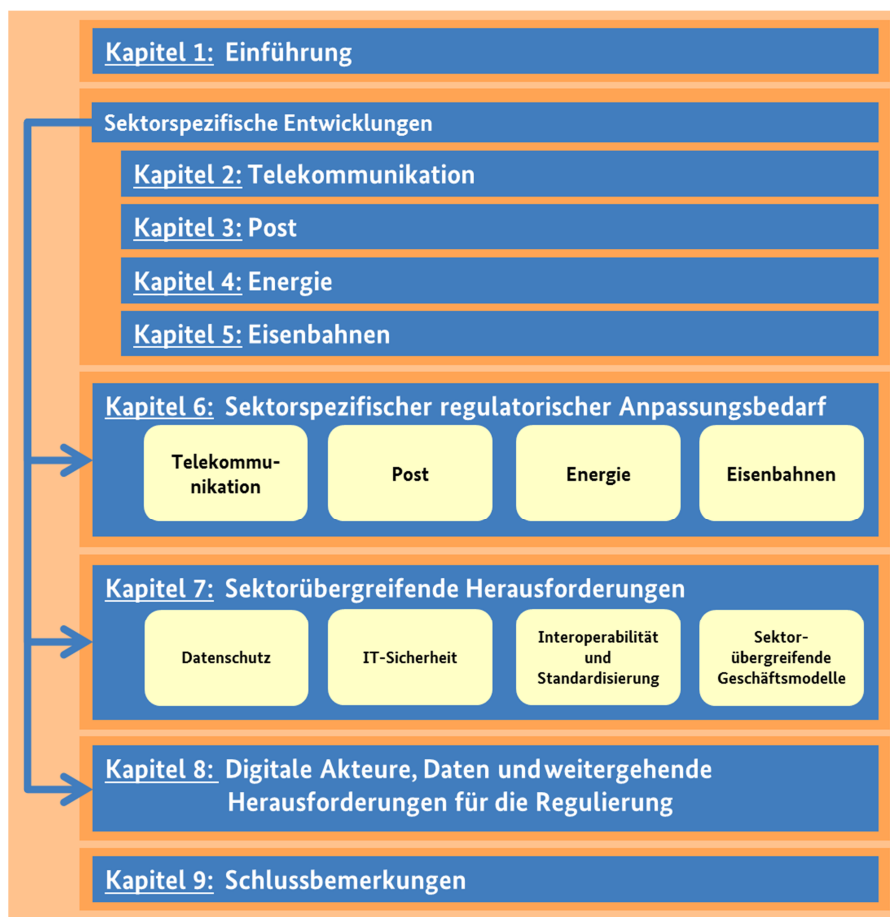 Kapitel 1: Einführung
Sektorspezifische Entwicklungen
Kapitel 2: Telekommunikation
Kapitel 3: Post
Kapitel 4: Energie
Kapitel 5: Eisenbahnen
Kapitel 6: Sektorspezifischer regulatorischer Anpassungsbedarf
Telekommu-
nikation
Post
Energie
Eisenbahnen
Kapitel 7: Sektorübergreifende Herausforderungen
Datenschutz
IT-Sicherheit
Interoperabilität
und
Standardisierung
Sektor-
übergreifende
Geschäftsmodelle
Kapitel 8: Digitale Akteure, Daten und weitergehende
Herausforderungen für die Regulierung
Kapitel 9: Schlussbemerkungen